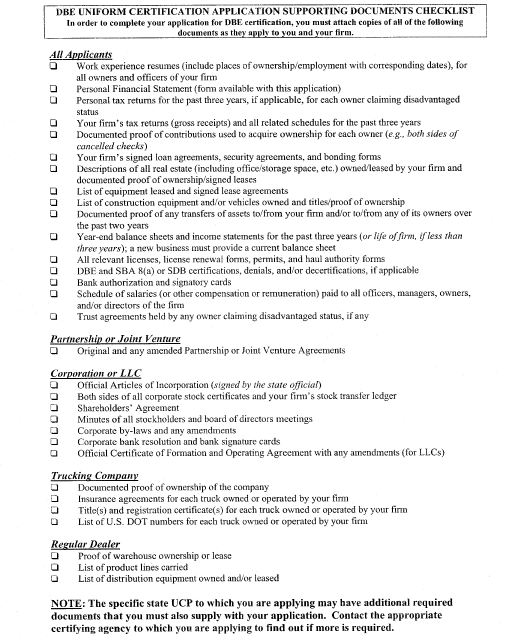 DBE UNIFORM CERTIFICATION APPLICATION SUPPORTING DOCUMENTS CHECKLIST
In order to complete your application for DBE certification, you must attach copies of all of the following
documents as they apply to you and your firm.
All Applicants
❑ Work experience resumes (include places of ownership/employment with corresponding dates), for
all owners and officers of your firm
❑ Personal Financial Statement (form available with this application)
❑ Personal tax returns for the past three years, if applicable, for each owner claiming disadvantaged
status
❑ Your firm's tax returns (gross receipts) and all related schedules for the past three years
❑ Documented proof of contributions used to acquire ownership for each owner (e.g., both sides of
cancelled checks)
❑ Your firm's signed loan agreements, security agreements, and bonding forms
❑ Descriptions of all real estate (including office/storage space, etc.) owned/leased by your firm and
documented proof of ownership/signed leases
❑ List of equipment leased and signed lease agreements
❑ List of construction equipment and/or vehicles owned and titles/proof of ownership
❑ Documented proof of any transfers of assets to/from your firm and/or to/from any of its owners over
the past two years
❑ Year-end balance sheets and income statements for the past three years (or life of firm, if less than
three years); a new business must provide a current balance sheet
❑ All relevant licenses, license renewal forms, permits, and haul authority forms
❑ DBE and SBA 8(a) or SDB certifications, denials, and/or decertifications, if applicable
❑ Bank authorization and signatory cards
❑ Schedule of salaries (or other compensation or remuneration) paid to all officers, managers, owners,
and/or directors of the firm
❑ Trust agreements held by any owner claiming disadvantaged status, if any
Partnership or Joint Venture
❑ Original and any amended Partnership or Joint Venture Agreements
Corporation or LLC
❑ Official Articles of Incorporation (signed by the state official)
❑ Both sides of all corporate stock certificates and your firm's stock transfer ledger
❑ Shareholders' Agreement
❑ Minutes of all stockholders and board of directors meetings
❑ Corporate by-laws and any amendments
❑ Corporate bank resolution and bank signature cards
❑ Official Certificate of Formation and Operating Agreement with any amendments (for LLCs)
Trucking Company
❑ Documented proof of ownership of the company
❑ Insurance agreements for each truck owned or operated by your firm
❑ Title(s) and registration certificate(s) for each truck owned or operated by your firm
❑ List of U.S. DOT numbers for each truck owned or operated by your firm
Regular Dealer
❑ Proof of warehouse ownership or lease
❑ List of product lines carried
❑ List of distribution equipment owned and/or leased
NOTE: The specific state UCP to which you are applying may have additional required
documents that you must also supply with your application. Contact the appropriate
certifying agency to which you are applying to find out if more is required.